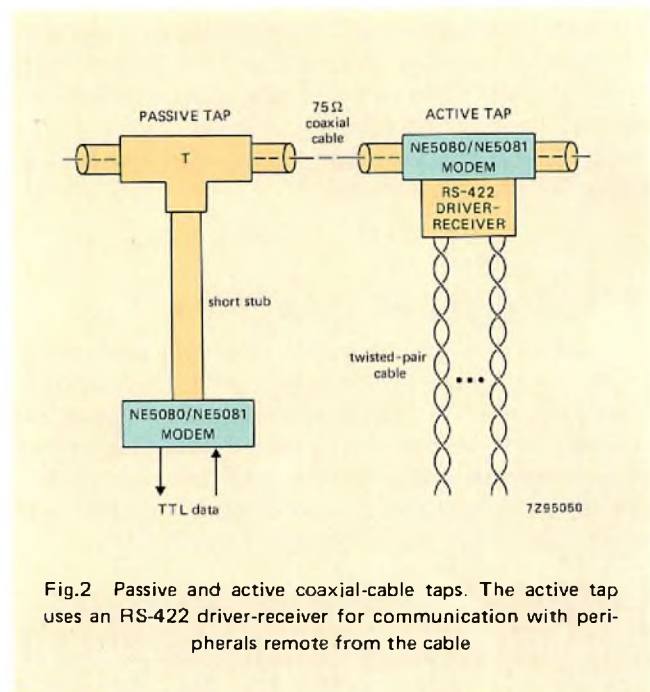 PASSIVE TAP
75Ω
coaxial
cable
ACTIVE TAP
T
NE5080/NE5081
MODEM
RS-422
DRIVER-
RECEIVER
short stub
twisted-pair
cable
NE5080/NE5081
MODEM
TTL data
7Z95050
Fig.2 Passive and active coaxial-cable taps. The active tap
uses an RS-422 driver-receiver for communication with peri-
pherals remote from the cable